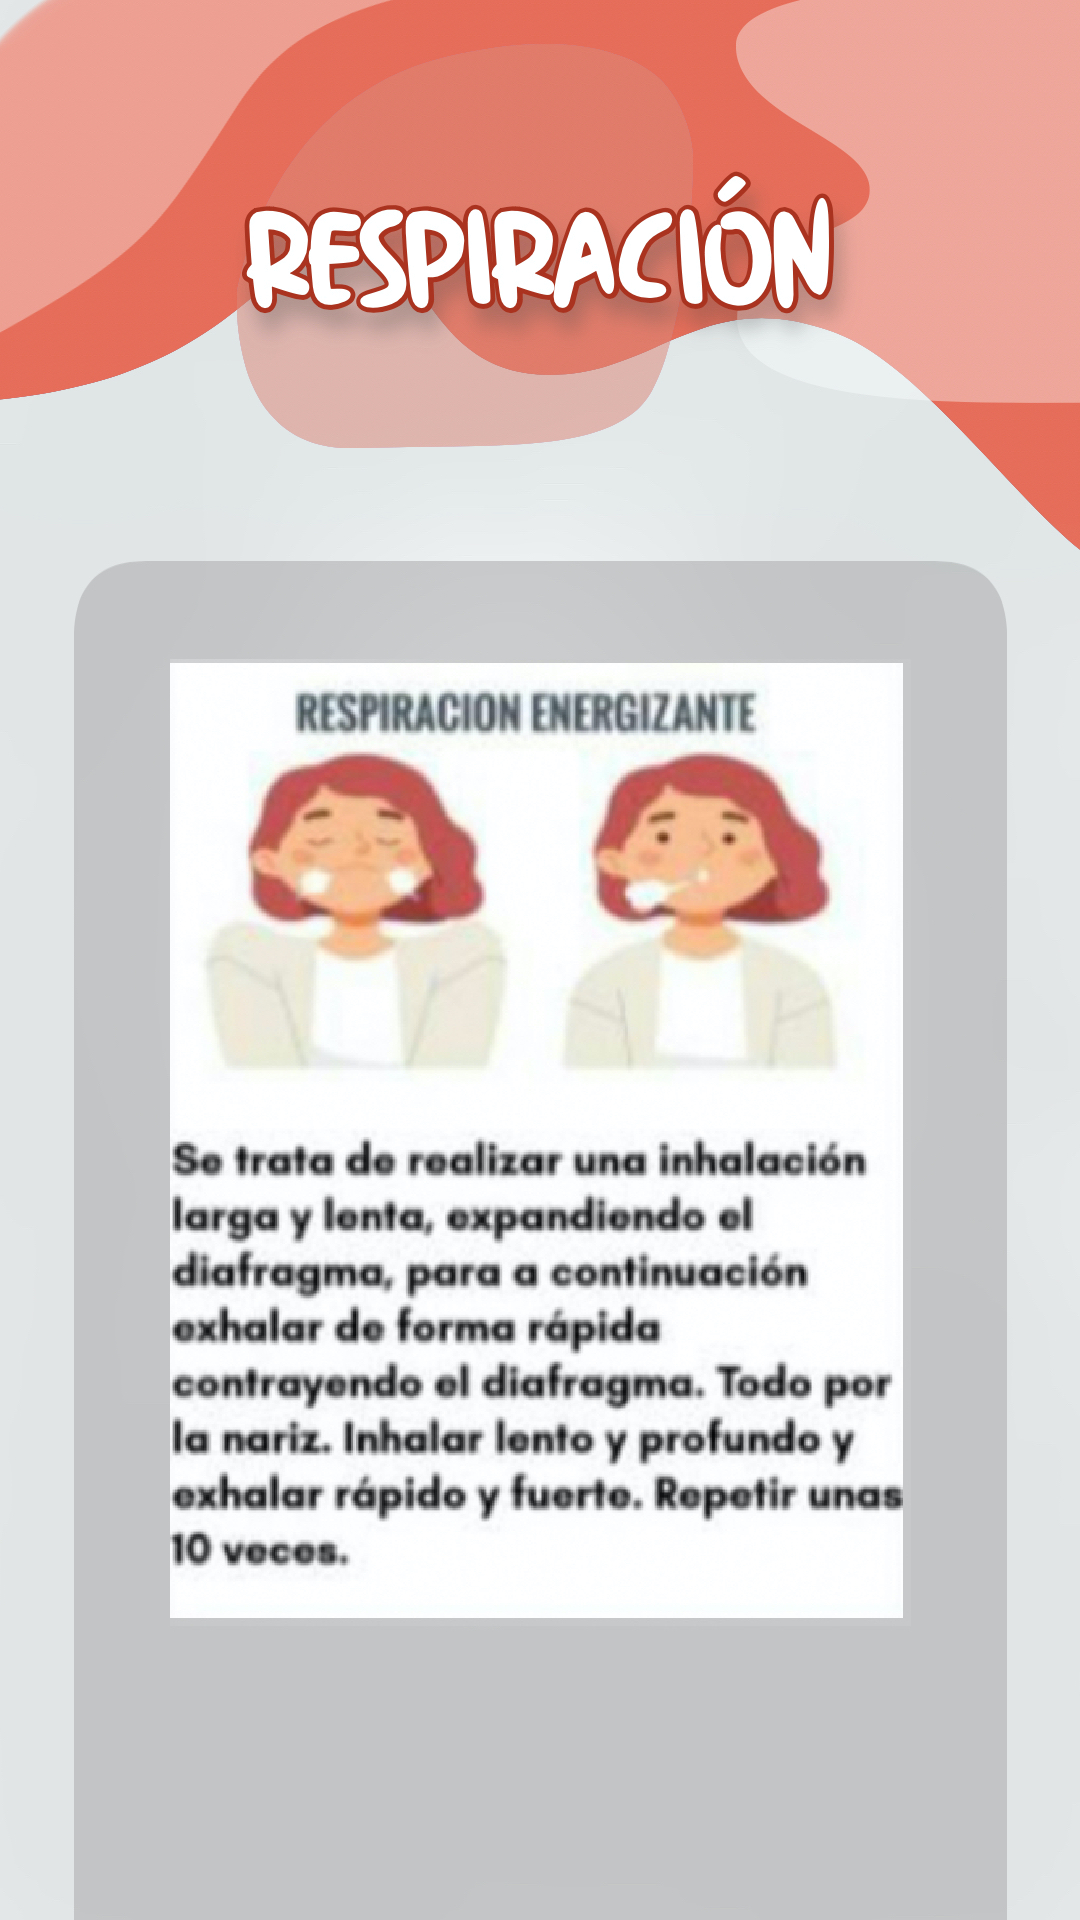 RESPIRACIÓN
RESPIRACION ENERGIZANTE
Se trata de realizar una inhalación
larga y lenta, expandiendo el
diafragma, para a continuación
exhalar de forma rápida
contrayendo el diafragma. Todo por
la nariz. Inhalar lento y profundo y
exhalar rápido y fuerte. Repetir unas
10 veces.